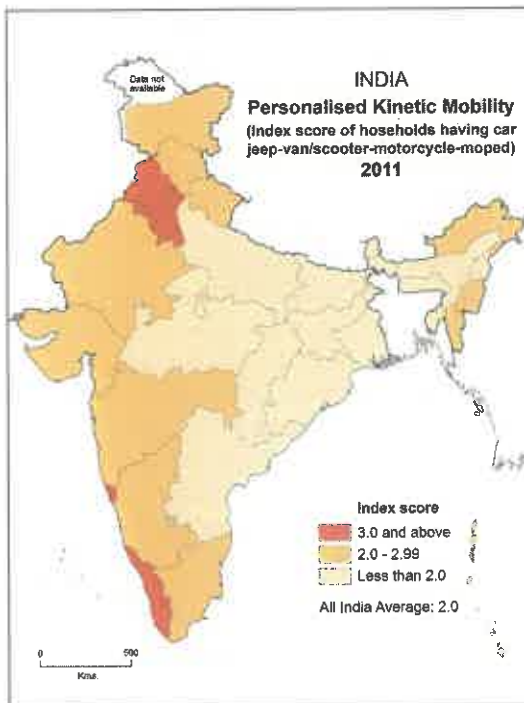 Data not
available
INDIA
Personalised Kinetic Mobility
(Index score of hoseholds having car
jeep-van/scooter-motorcycle-moped)
2011
Index score
3.0 and above
2.0 - 2.99
Less than 2.0
All India Average: 2.0
0 500
Kms.